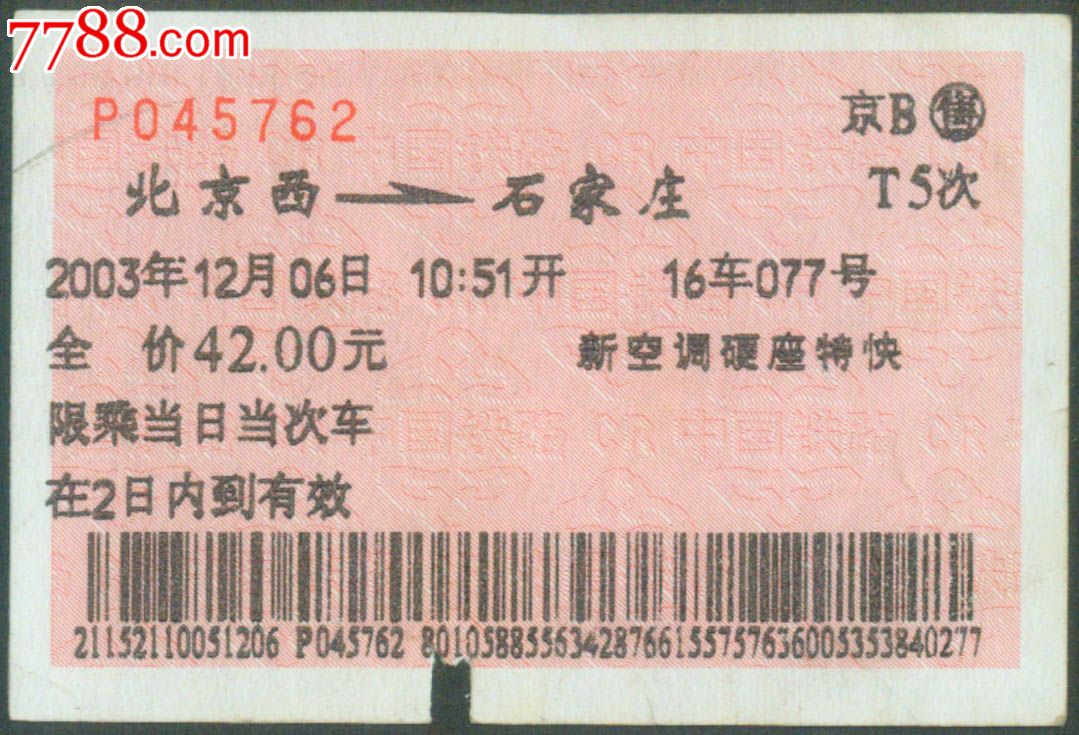 7788.com
P045762
京B 售
北京西→石家庄
T5次
2003年12月06日 10:51开 16车077号
全 价42.00元 新空调硬座特快
限乘当日当次车
在2日内到有效
21152110051206 P045762 80105885563428766155757636005353840277